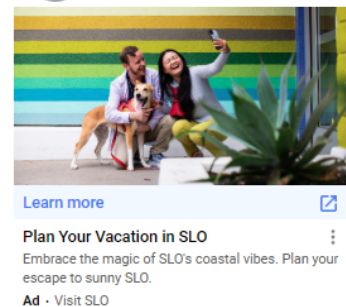 Learn more
Plan Your Vacation in SLO
Embrace the magic of SLO's coastal vibes. Plan your
escape to sunny SLO.
Ad · Visit SLO